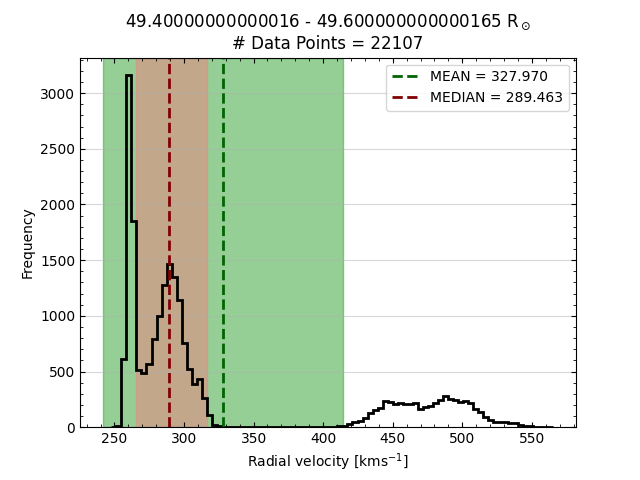 49.40000000000016 - 49.600000000000165 R⊙
# Data Points = 22107
MEAN = 327.970
MEDIAN = 289.463
Frequency
3000
2500
2000
1500
1000
500
0
250 300 350 400 450 500 550
Radial velocity [kms⁻¹]